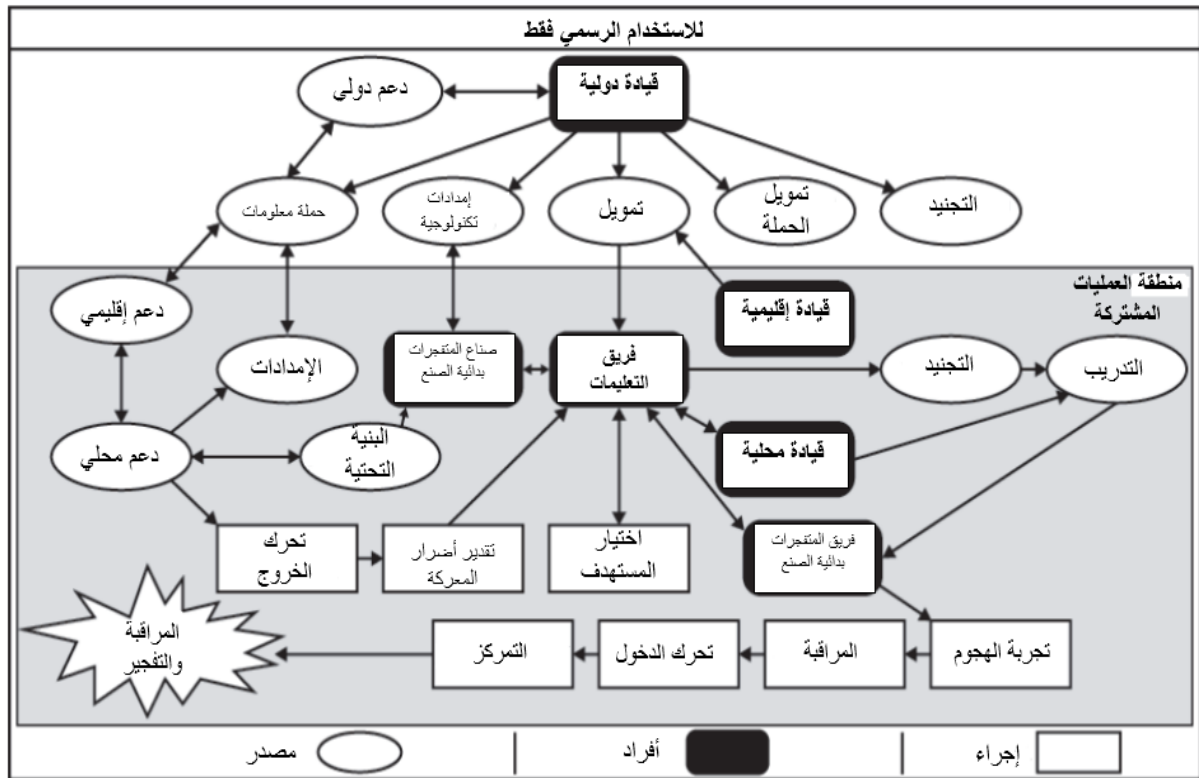 للاستخدام الرسمي فقط
دعم دولي
قيادة دولية
حملة معلومات
إمدادات
تكنولوجية
تمويل
تمويل
الحملة
التجنيد
منطقة العمليات
المشتركة
دعم إقليمي
قيادة إقليمية
الإمدادات
صناع المتفجرات
بدائية الصنع
فريق
التعليمات
التجنيد
التدريب
دعم محلي
البنية
التحتية
قيادة محلية
تحرك
الخروج
تقدير أضرار
المعركة
اختيار
المستهدف
فريق المتفجرات
بدائية الصنع
المراقبة
والتفجير
التمركز
تحرك الدخول
المراقبة
تجربة الهجوم
مصدر
أفراد
إجراء